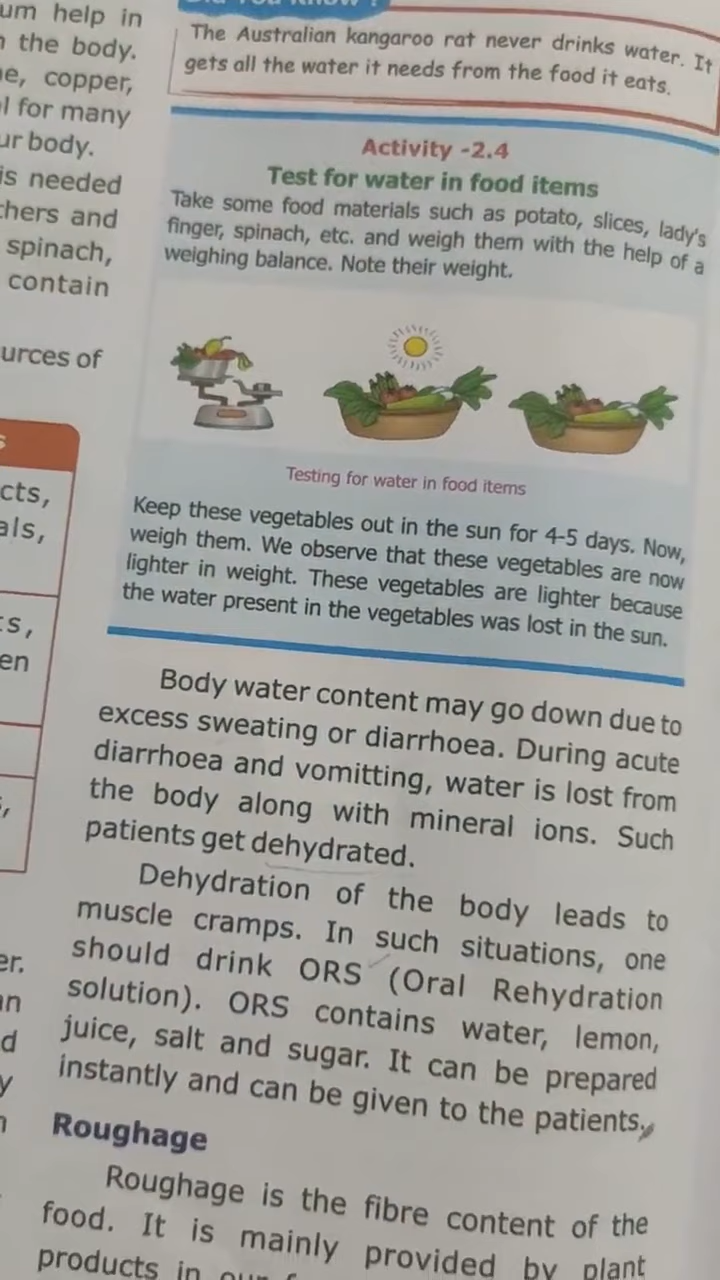 um help in
the body.
e, copper,
l for many
ur body.
is needed
hers and
spinach,
contain
urces of
s
cts,
als,
ts,
en
er.
an
d
y
The Australian kangaroo rat never drinks water. It
gets all the water it needs from the food it eats.
Activity -2.4
Test for water in food items
Take some food materials such as potato, slices, lady's
finger, spinach, etc. and weigh them with the help of a
weighing balance. Note their weight.
Testing for water in food items
Keep these vegetables out in the sun for 4-5 days. Now,
weigh them. We observe that these vegetables are now
lighter in weight. These vegetables are lighter because
the water present in the vegetables was lost in the sun.
Body water content may go down due to
excess sweating or diarrhoea. During acute
diarrhoea and vomitting, water is lost from
the body along with mineral ions. Such
patients get dehydrated.
Dehydration of the body leads to
muscle cramps. In such situations, one
should drink ORS (Oral Rehydration
solution). ORS contains water, lemon,
juice, salt and sugar. It can be prepared
instantly and can be given to the patients.
Roughage
Roughage is the fibre content of the
food. It is mainly provided by plant
products in our